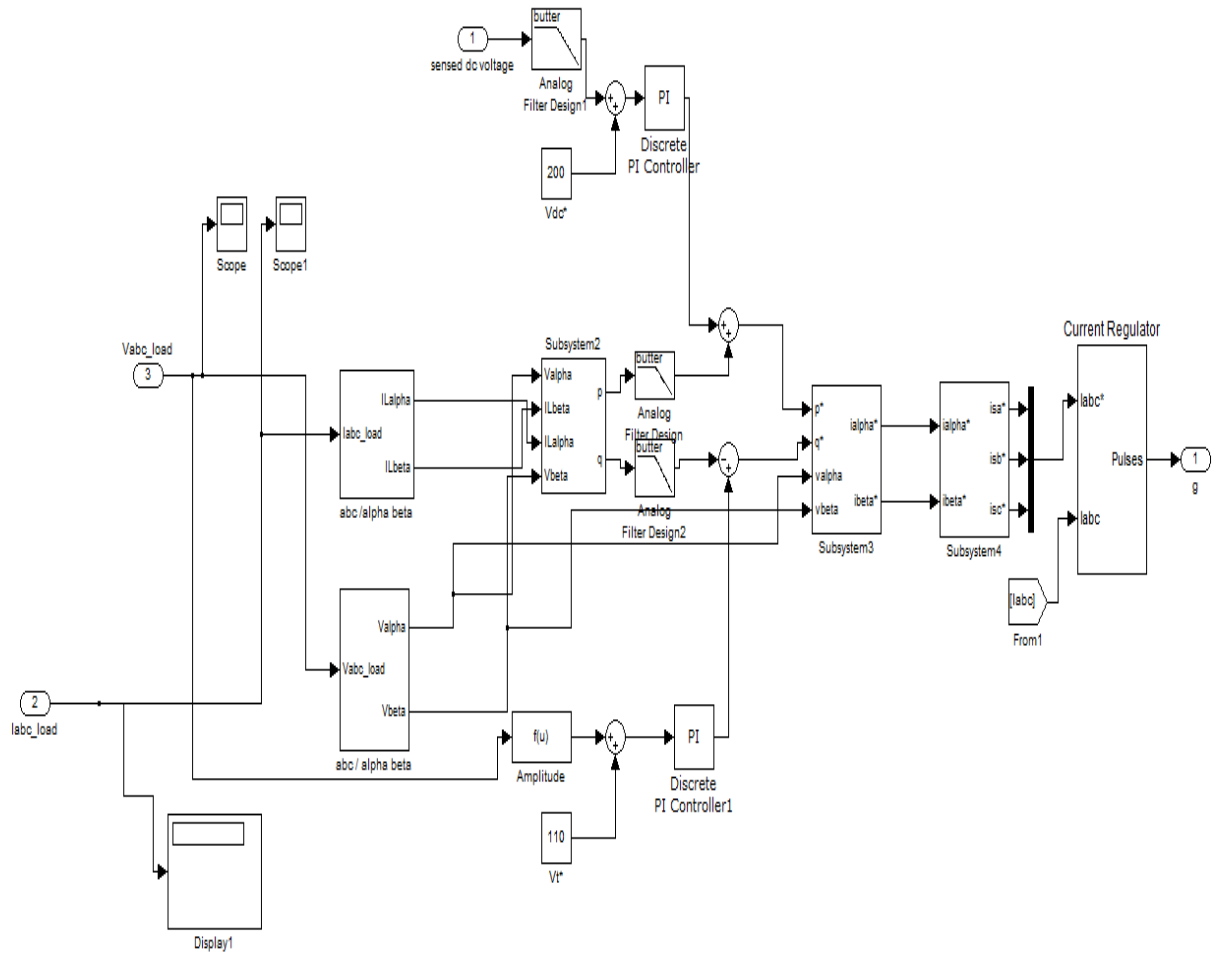 butter
1
sensed dc voltage
Analog
Filter Design1
+
+
PI
Discrete
PI Controller
200
Vdc*
Scope
Scope1
Vabc_load
3
ILalpha
Iabc_load
ILbeta
abc /alpha beta
Subsystem2
Valpha
ILbeta
ILalpha
Vbeta
p
q
butter
Analog
Filter Design
butter
Analog
Filter Design2
+
+
-
+
p*
q*
valpha
vbeta
ialpha*
ibeta*
Subsystem3
ialpha*
ibeta*
isa*
isb*
isc*
Subsystem4
Current Regulator
Iabc*
Pulses
Iabc
1
g
[Iabc]
From1
Valpha
Vabc_load
Vbeta
abc / alpha beta
2
Iabc_load
f(u)
Amplitude
+
+
PI
Discrete
PI Controller1
110
Vt*
Display1